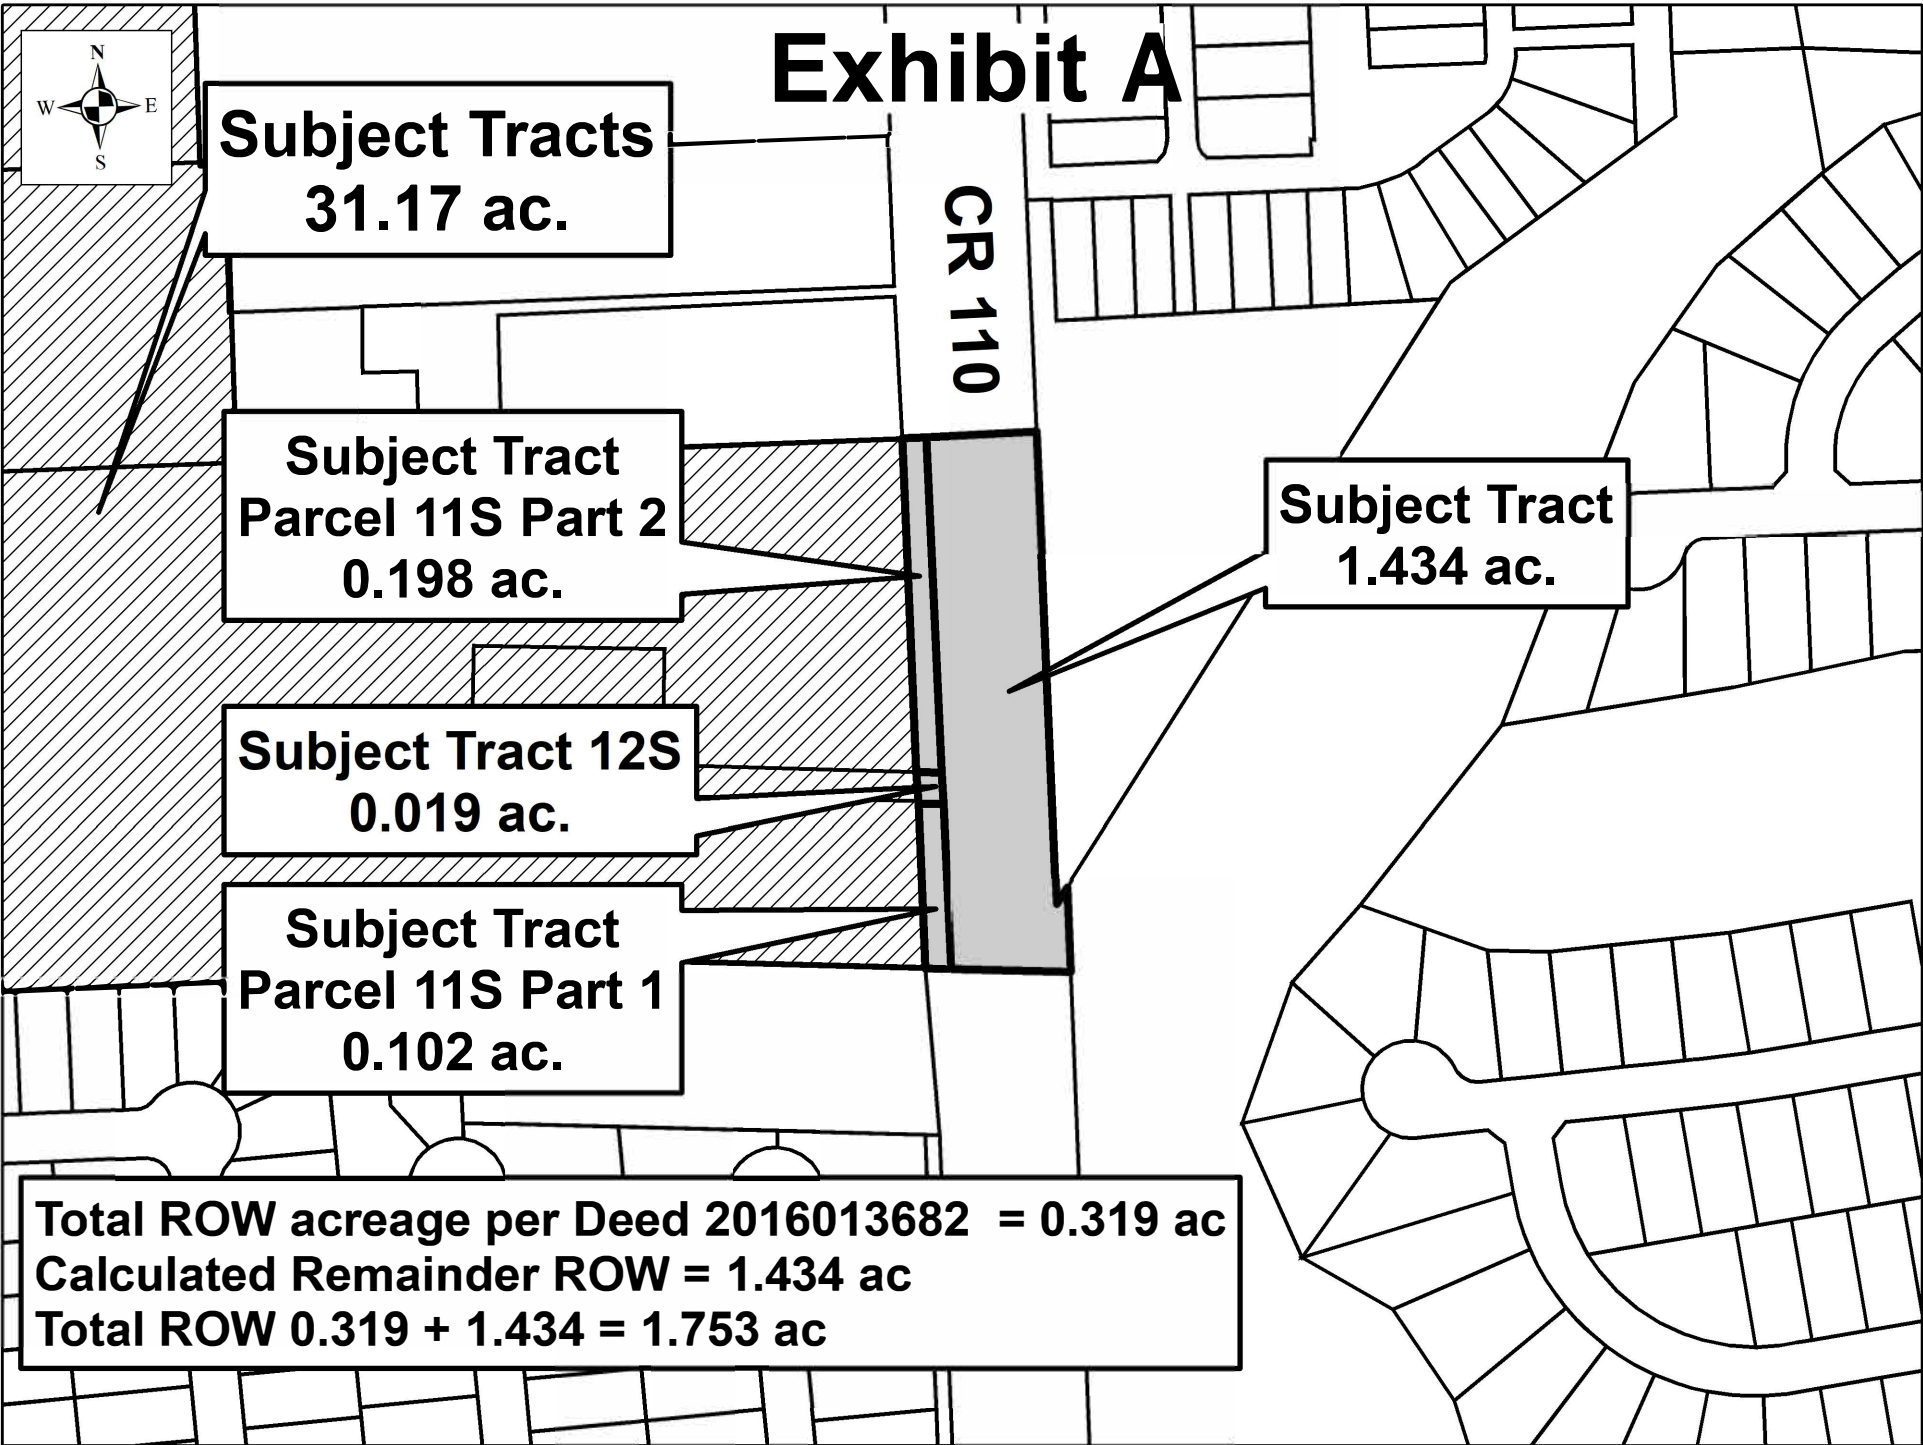 Exhibit A
N
W E
S
Subject Tracts
31.17 ac.
CR 110
Subject Tract
Parcel 11S Part 2
0.198 ac.
Subject Tract
1.434 ac.
Subject Tract 12S
0.019 ac.
Subject Tract
Parcel 11S Part 1
0.102 ac.
Total ROW acreage per Deed 2016013682 = 0.319 ac
Calculated Remainder ROW = 1.434 ac
Total ROW 0.319 + 1.434 = 1.753 ac